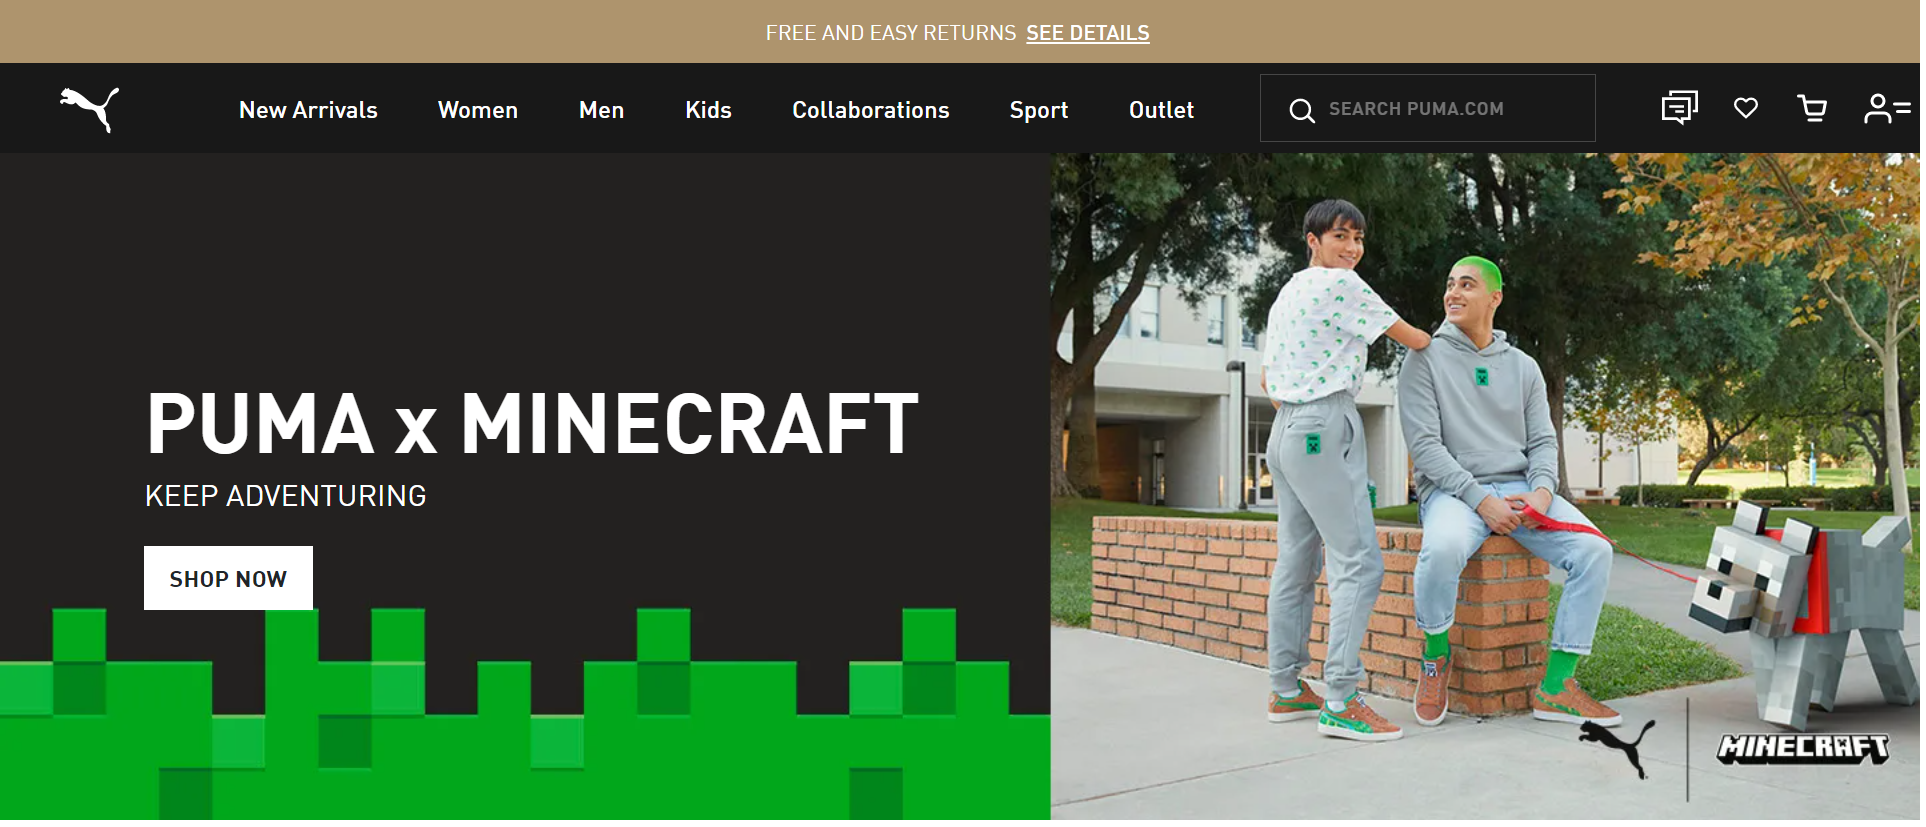 FREE AND EASY RETURNS SEE DETAILS
New Arrivals Women Men Kids Collaborations Sport Outlet SEARCH PUMA.COM
PUMA x MINECRAFT
KEEP ADVENTURING
SHOP NOW
MINECRAFT